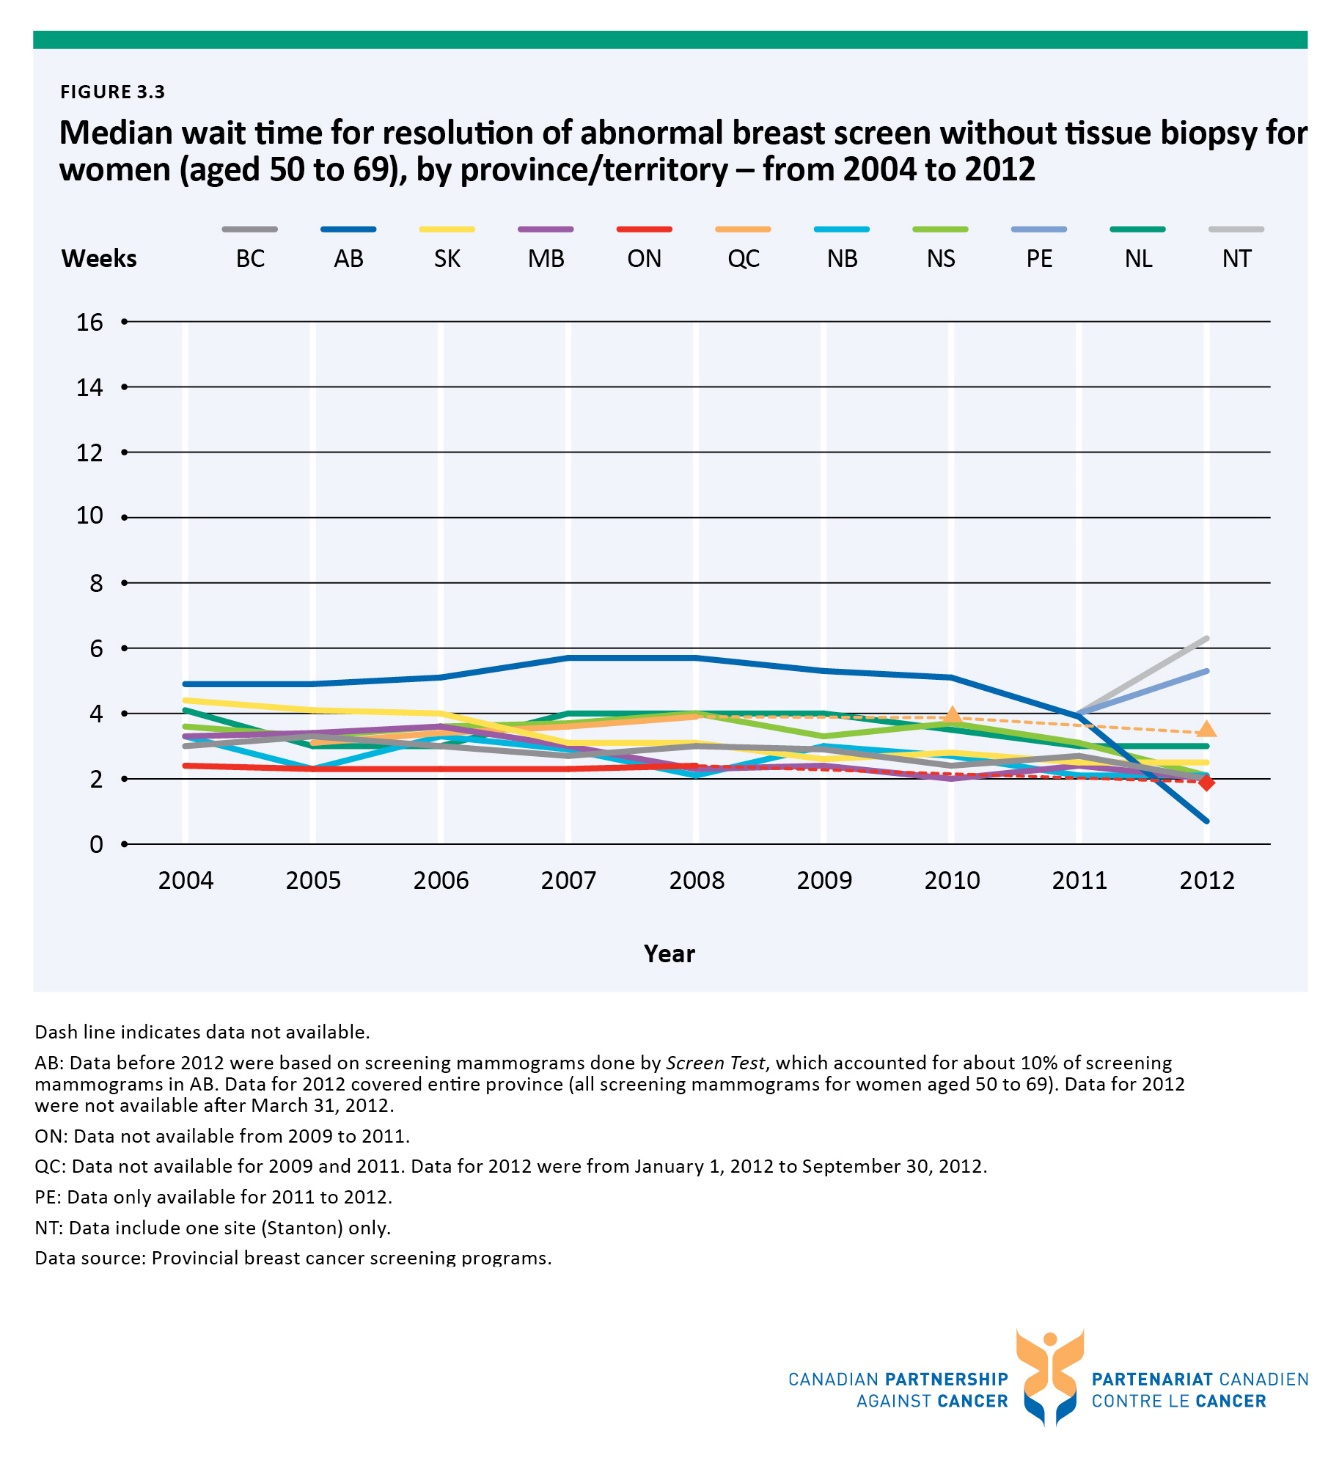 FIGURE 3.3
Median wait time for resolution of abnormal breast screen without tissue biopsy for
women (aged 50 to 69), by province/territory – from 2004 to 2012
Weeks BC AB SK MB ON QC NB NS PE NL NT
16
14
12
10
8
6
4
2
0
2004 2005 2006 2007 2008 2009 2010 2011 2012
Year
Dash line indicates data not available.
AB: Data before 2012 were based on screening mammograms done by Screen Test, which accounted for about 10% of screening
mammograms in AB. Data for 2012 covered entire province (all screening mammograms for women aged 50 to 69). Data for 2012
were not available after March 31, 2012.
ON: Data not available from 2009 to 2011.
QC: Data not available for 2009 and 2011. Data for 2012 were from January 1, 2012 to September 30, 2012.
PE: Data only available for 2011 to 2012.
NT: Data include one site (Stanton) only.
Data source: Provincial breast cancer screening programs.
CANADIAN PARTNERSHIP
AGAINST CANCER
PARTENARIAT CANADIEN
CONTRE LE CANCER